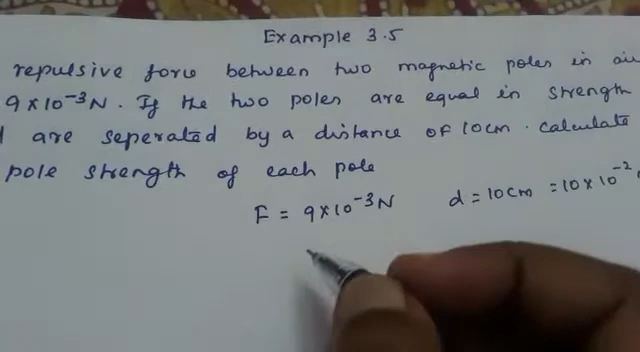 Example 3.5
repulsive force between two magnetic poles in air
9×10⁻³N. If the two poles are equal in strength
are seperated by a distance of 10cm. calculate
pole strength of each pole
F = 9×10⁻³N d = 10cm = 10×10⁻²